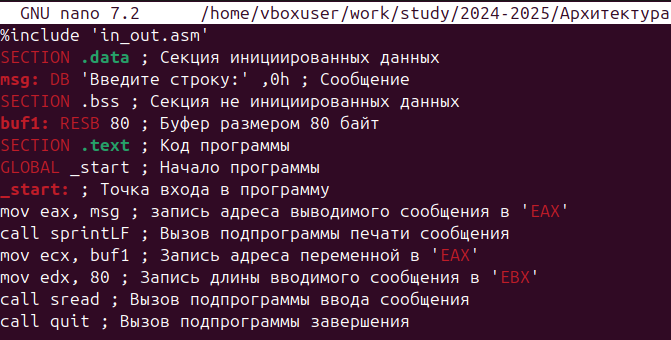 GNU nano 7.2 /home/vboxuser/work/study/2024-2025/Архитектура
%include 'in_out.asm'
SECTION .data ; Секция инициированных данных
msg: DB 'Введите строку:' ,0h ; Сообщение
SECTION .bss ; Секция не инициированных данных
buf1: RESB 80 ; Буфер размером 80 байт
SECTION .text ; Код программы
GLOBAL _start ; Начало программы
_start: ; Точка входа в программу
mov eax, msg ; запись адреса выводимого сообщения в 'EAX'
call sprintLF ; Вызов подпрограммы печати сообщения
mov ecx, buf1 ; Запись адреса переменной в 'EAX'
mov edx, 80 ; Запись длины вводимого сообщения в 'EBX'
call sread ; Вызов подпрограммы ввода сообщения
call quit ; Вызов подпрограммы завершения